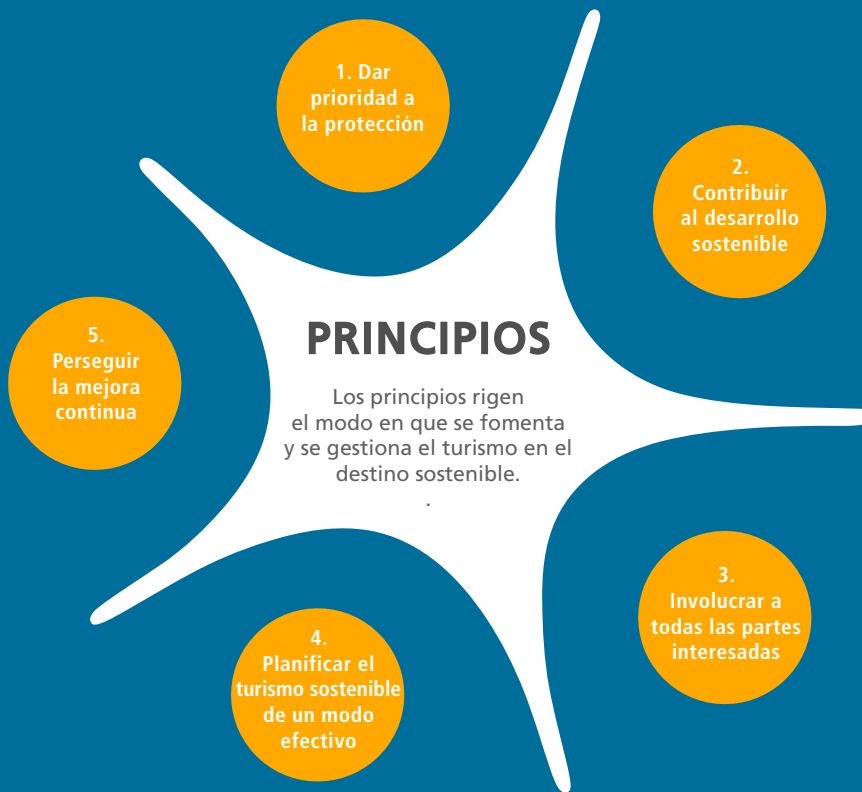 PRINCIPIOS
Los principios rigen
el modo en que se fomenta
y se gestiona el turismo en el
destino sostenible.
.
1. Dar
prioridad a
la protección
2.
Contribuir
al desarrollo
sostenible
3.
Involucrar a
todas las partes
interesadas
4.
Planificar el
turismo sostenible
de un modo
efectivo
5.
Perseguir
la mejora
continua